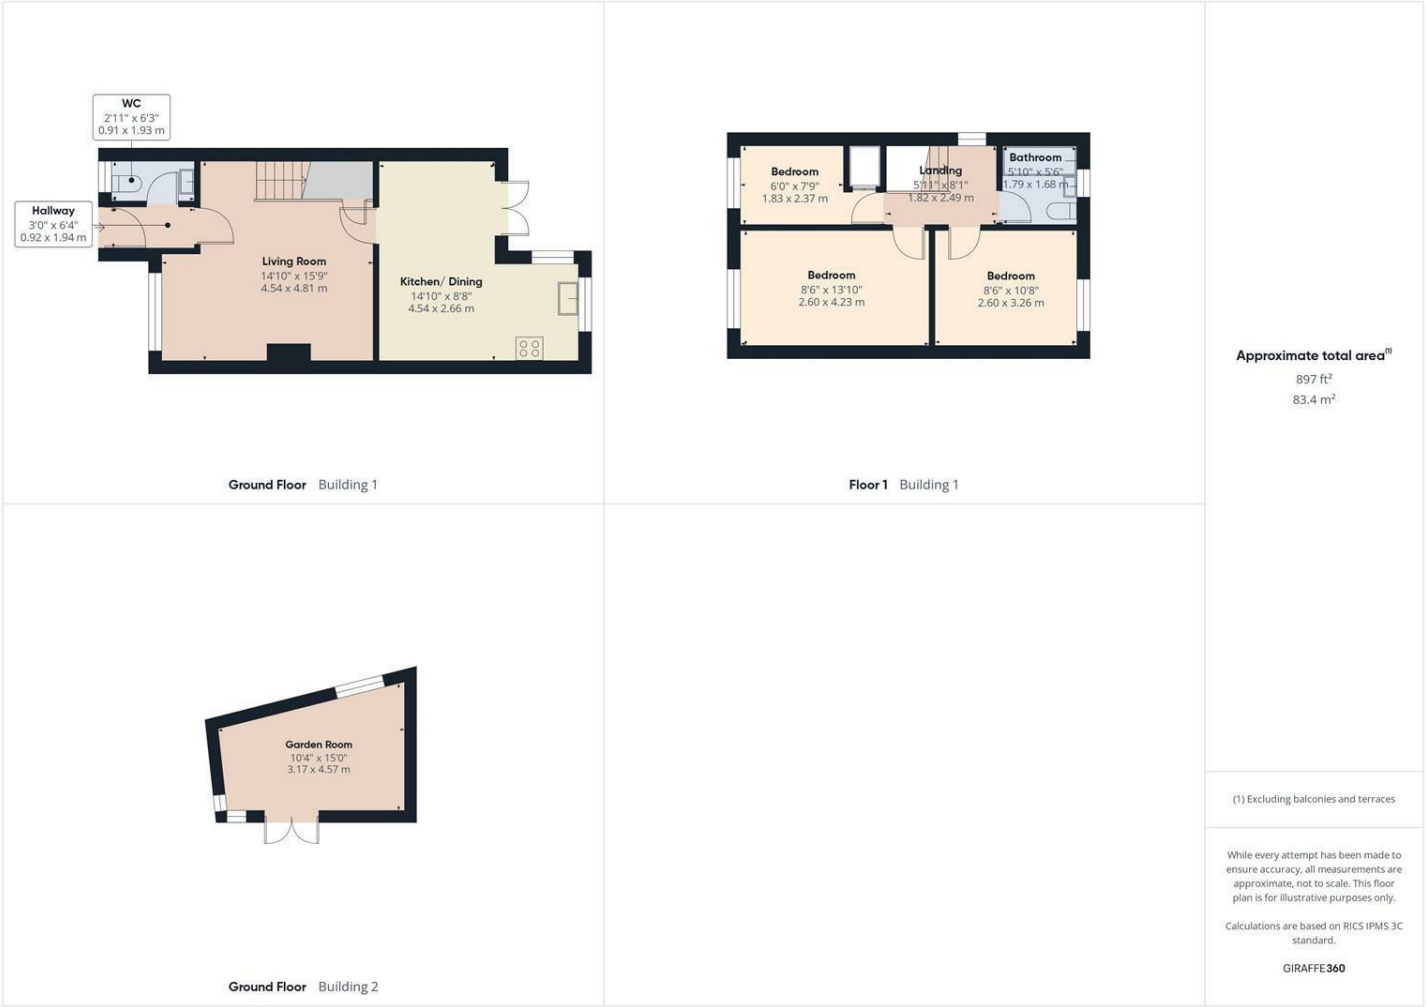 WC
2'11" x 6'3"
0.91 x 1.93 m
Hallway
3'0" x 6'4"
0.92 x 1.94 m
Living Room
14'10" x 15'9"
4.54 x 4.81 m
Kitchen/ Dining
14'10" x 8'8"
4.54 x 2.66 m
Ground Floor Building 1
Bedroom
6'0" x 7'9"
1.83 x 2.37 m
Landing
5'11" x 8'1"
1.82 x 2.49 m
Bathroom
5'10" x 5'6"
1.79 x 1.68 m
Bedroom
8'6" x 13'10"
2.60 x 4.23 m
Bedroom
8'6" x 10'8"
2.60 x 3.26 m
Floor 1 Building 1
Garden Room
10'4" x 15'0"
3.17 x 4.57 m
Ground Floor Building 2
Approximate total area(1)
897 ft²
83.4 m²
(1) Excluding balconies and terraces
While every attempt has been made to
ensure accuracy, all measurements are
approximate, not to scale. This floor
plan is for illustrative purposes only.
Calculations are based on RICS IPMS 3C
standard.
GIRAFFE360